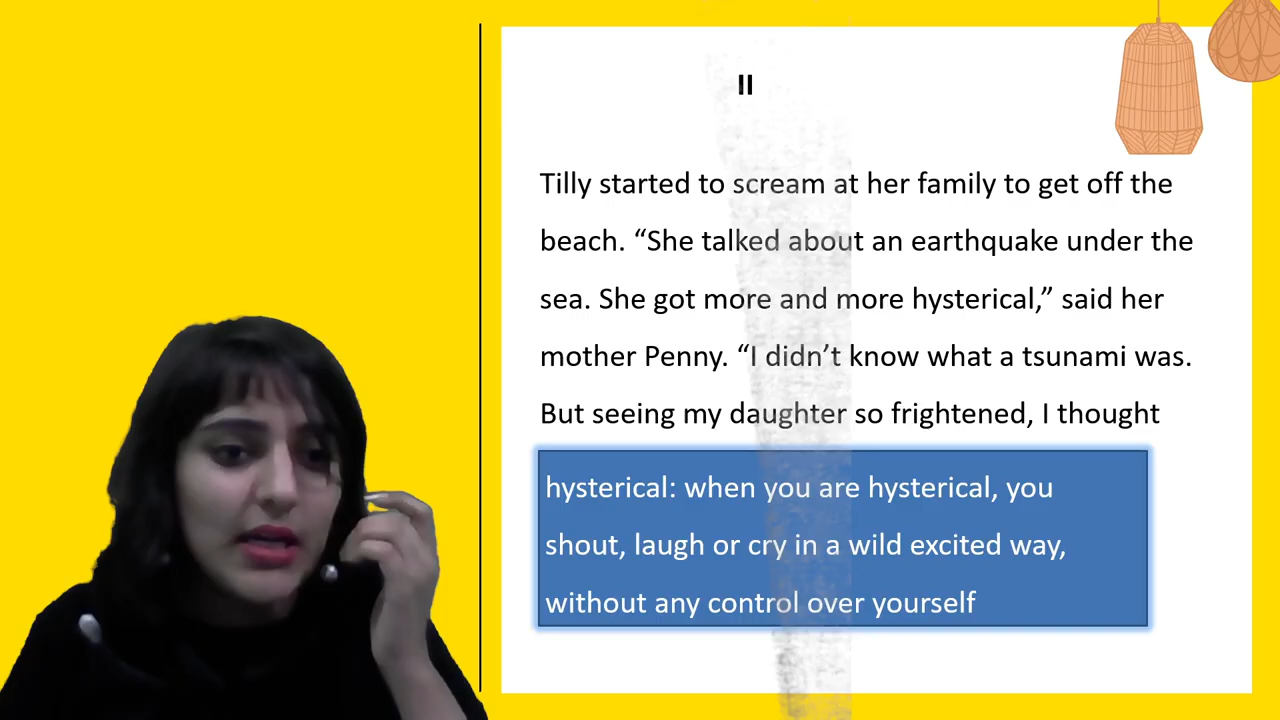 II
Tilly started to scream at her family to get off the
beach. “She talked about an earthquake under the
sea. She got more and more hysterical,” said her
mother Penny. “I didn’t know what a tsunami was.
But seeing my daughter so frightened, I thought
hysterical: when you are hysterical, you
shout, laugh or cry in a wild excited way,
without any control over yourself